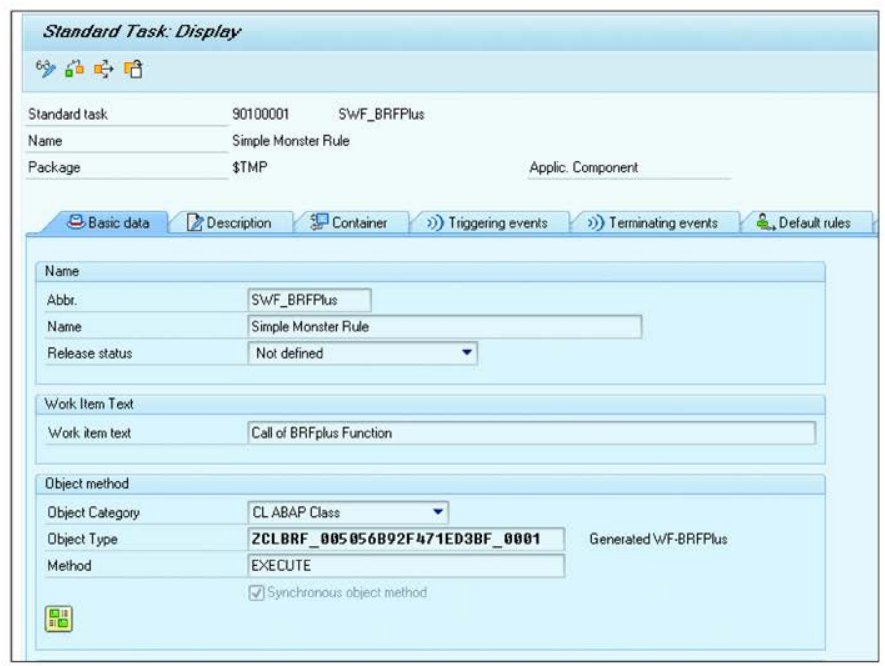 Standard Task: Display
Standard task 90100001 SWF_BRFPlus
Name Simple Monster Rule
Package $TMP Applic. Component
Basic data Description Container Triggering events Terminating events Default rules
Name
Abbr. SWF_BRFPlus
Name Simple Monster Rule
Release status Not defined
Work Item Text
Work item text Call of BRFplus Function
Object method
Object Category CL ABAP Class
Object Type ZCLBRF_005056B92F471ED3BF_0001 Generated WF-BRFPlus
Method EXECUTE
Synchronous object method